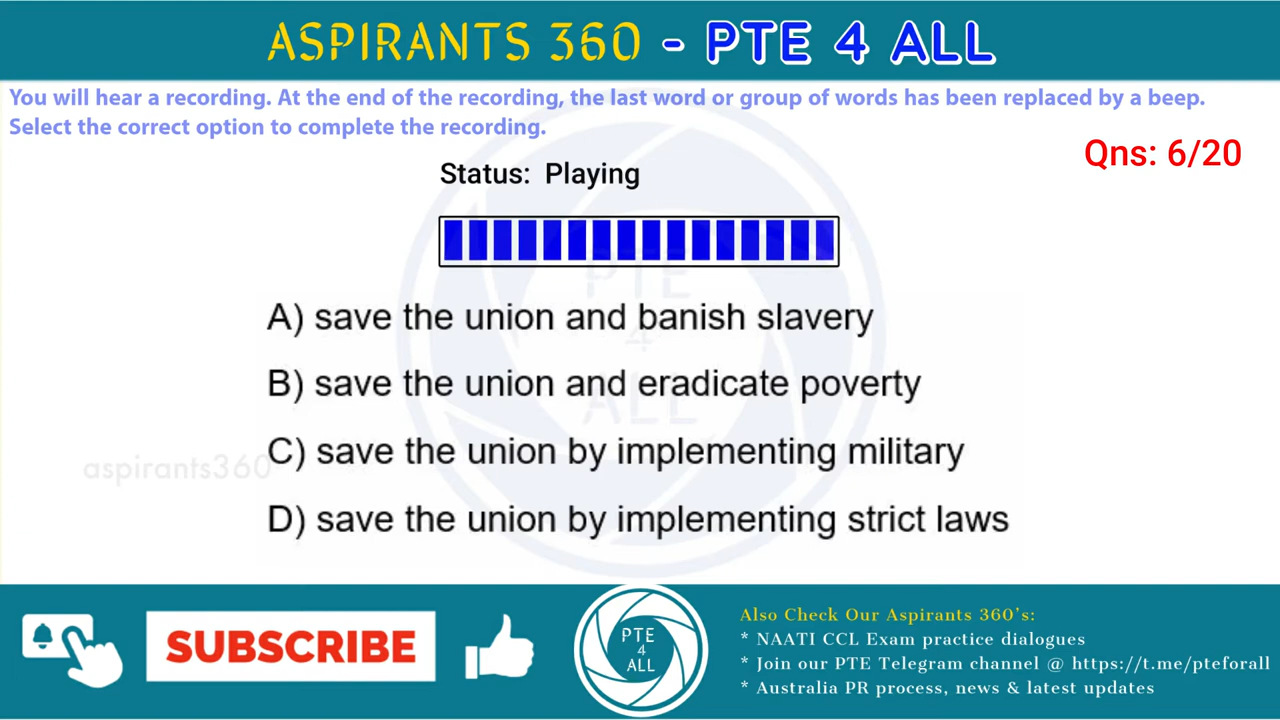 ASPIRANTS 360 - PTE 4 ALL
You will hear a recording. At the end of the recording, the last word or group of words has been replaced by a beep.
Select the correct option to complete the recording.
Qns: 6/20
Status: Playing
PTE
4
ALL
A) save the union and banish slavery
B) save the union and eradicate poverty
C) save the union by implementing military
aspirants360
D) save the union by implementing strict laws
SUBSCRIBE
PTE
4
ALL
Also Check Our Aspirants 360's:
* NAATI CCL Exam practice dialogues
* Join our PTE Telegram channel @ https://t.me/pteforall
* Australia PR process, news & latest updates